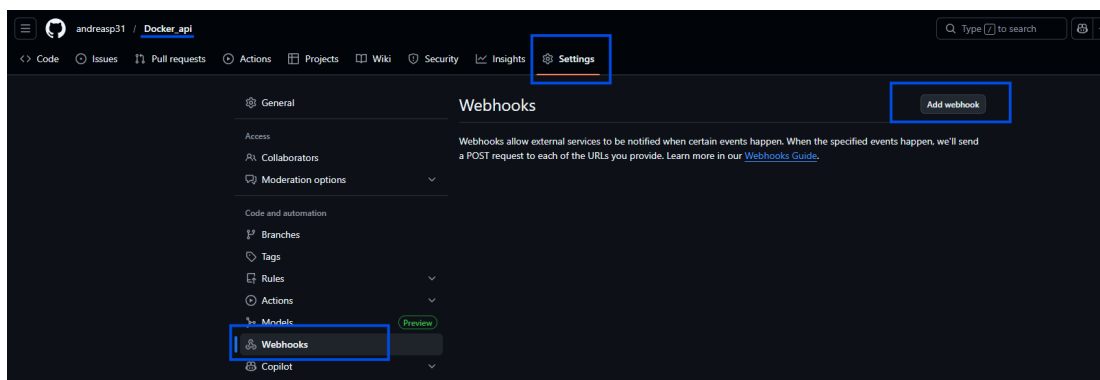 andreasp31 / Docker_api
Type / to search
Code Issues Pull requests Actions Projects Wiki Security Insights Settings
General
Access
Collaborators
Moderation options
Code and automation
Branches
Tags
Rules
Actions
Models Preview
Webhooks
Copilot
Webhooks
Add webhook
Webhooks allow external services to be notified when certain events happen. When the specified events happen, we'll send
a POST request to each of the URLs you provide. Learn more in our Webhooks Guide.